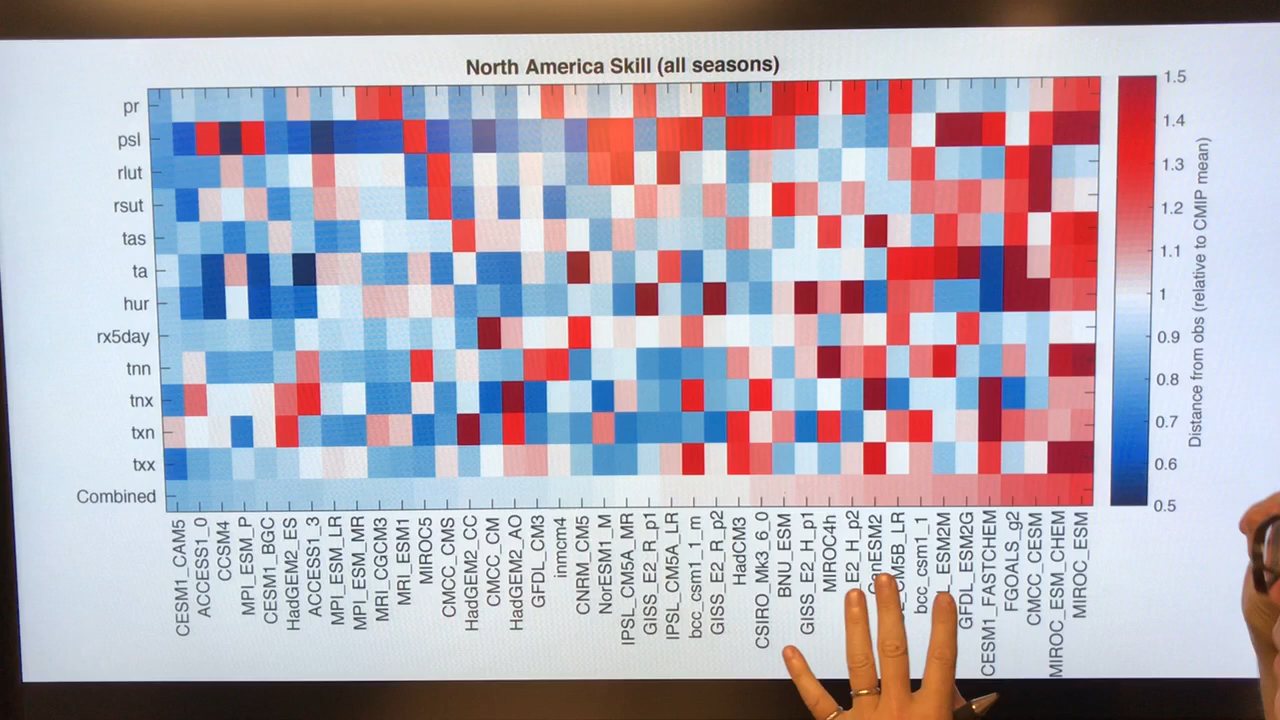 North America Skill (all seasons)
pr
psl
rlut
rsut
tas
ta
hur
rx5day
tnn
tnx
txn
txx
Combined
CESM1_CAM5
ACCESS1_0
CCSM4
MPI_ESM_P
CESM1_BGC
HadGEM2_ES
ACCESS1_3
MPI_ESM_LR
MPI_ESM_MR
MRI_CGCM3
MRI_ESM1
MIROC5
CMCC_CMS
HadGEM2_CC
CMCC_CM
HadGEM2_AO
GFDL_CM3
inmcm4
CNRM_CM5
NorESM1_M
IPSL_CM5A_MR
GISS_E2_R_p1
IPSL_CM5A_LR
bcc_csm1_1_m
GISS_E2_R_p2
HadCM3
CSIRO_Mk3_6_0
BNU_ESM
GISS_E2_H_p1
MIROC4h
E2_H_p2
nESM2
CM5B_LR
bcc_csm1_1
L_ESM2M
GFDL_ESM2G
CESM1_FASTCHEM
FGOALS_g2
CMCC_CESM
MIROC_ESM_CHEM
MIROC_ESM
1.5
1.4
1.3
1.2
1.1
1
0.9
0.8
0.7
0.6
0.5
Distance from obs (relative to CMIP mean)